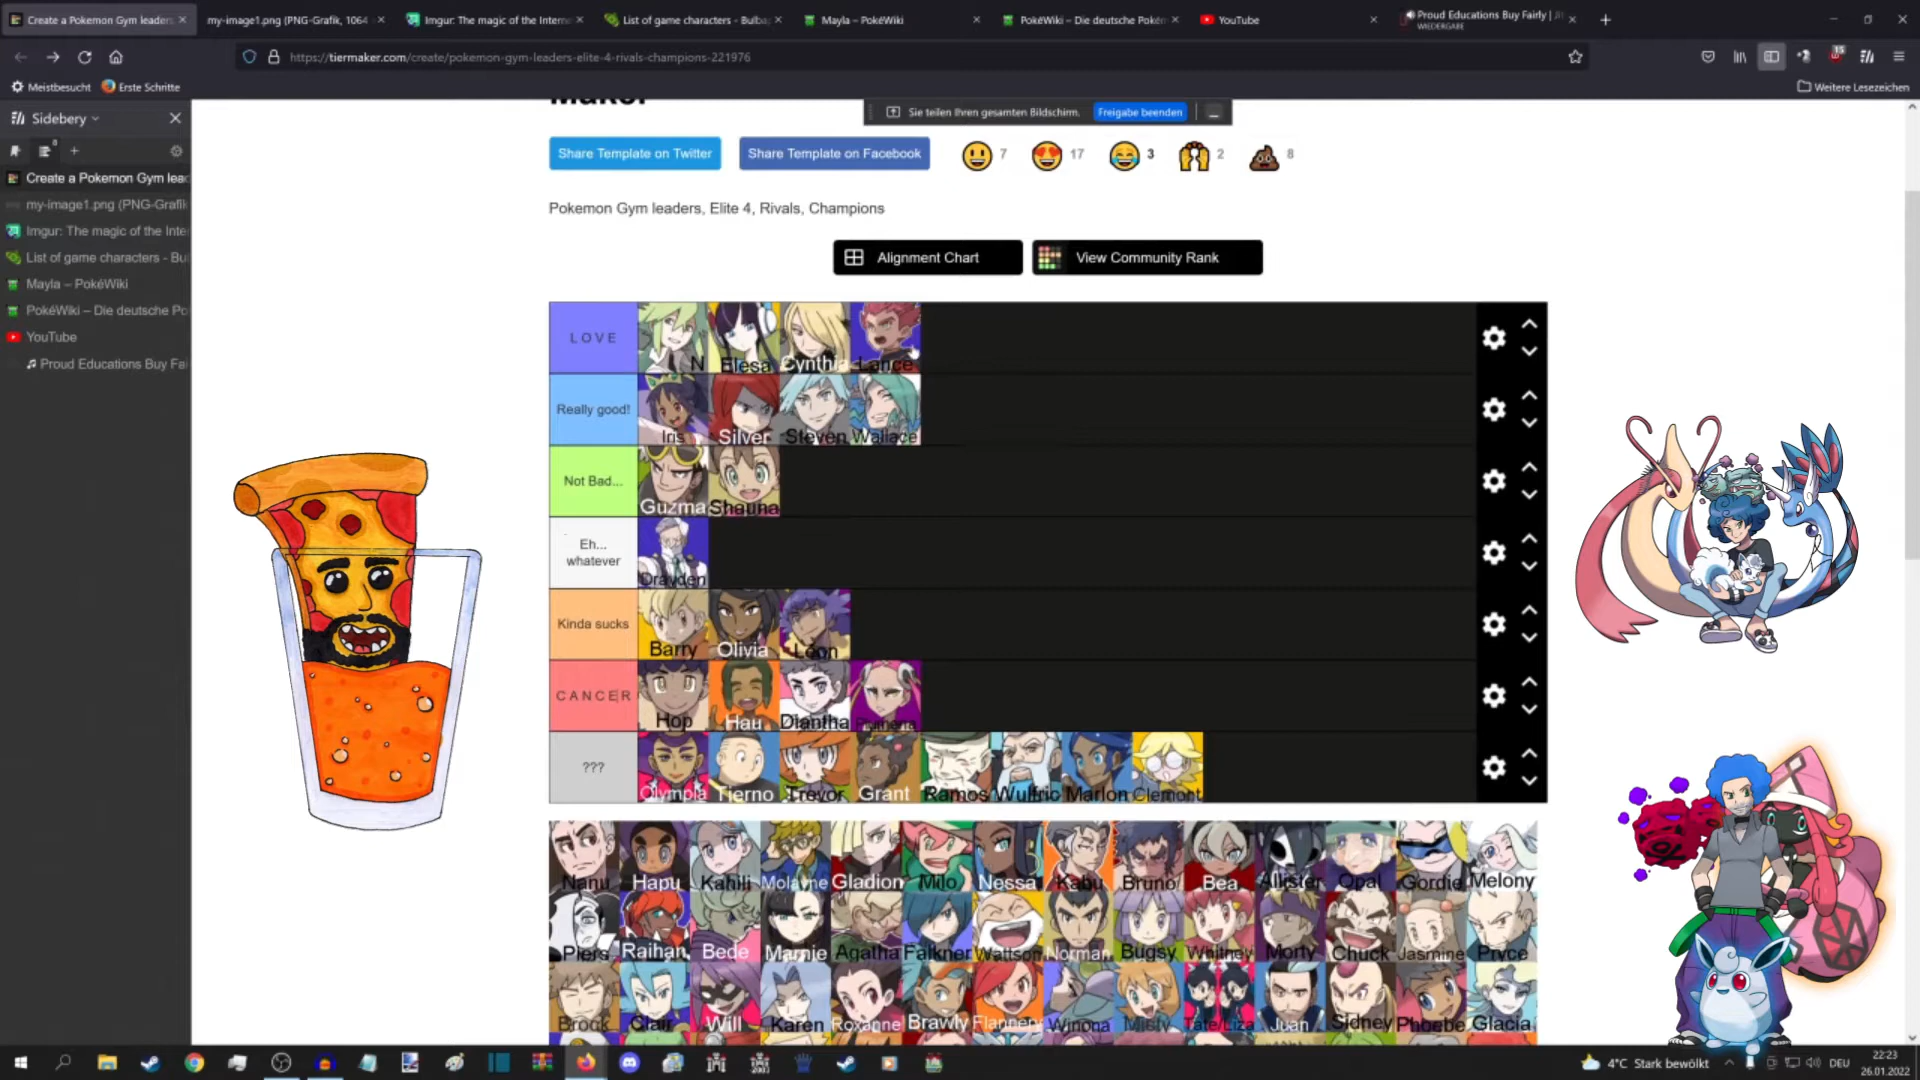 Create a Pokemon Gym leaders,
my-image1.png (PNG-Grafik, 1064
Imgur: The magic of the Intern
List of game characters - Bulba
Mayla – PokéWiki
PokéWiki – Die deutsche Pokém
YouTube
Proud Educations Buy Fairly |
WIEDERGABE
https://tiermaker.com/create/pokemon-gym-leaders-elite-4-rivals-champions-221976
15
Meistbesucht
Erste Schritte
Weitere Lesezeichen
Sidebery
Create a Pokemon Gym lead
my-image1.png (PNG-Grafik
Imgur: The magic of the Inte
List of game characters - Bu
Mayla – PokéWiki
PokéWiki – Die deutsche Po
YouTube
Proud Educations Buy Fai
Maker
Sie teilen Ihren gesamten Bildschirm.
Freigabe beenden
Share Template on Twitter
Share Template on Facebook
7
17
3
2
8
Pokemon Gym leaders, Elite 4, Rivals, Champions
Alignment Chart
View Community Rank
LOVE
N Elesa Cynthia Lance
Really good!
Iris Silver Steven Wallace
Not Bad...
Guzma Shauna
Eh...
whatever
Drayden
Kinda sucks
Barry Olivia Leon
CANCER
Hop Hau Diantha
???
Olympia Tierno Trevor Grant Ramos Wulfric Marlon Clemont
Nanu Hapu Kahili Molayne Gladion Milo Nessa Kabu Bruno Bea Allister Opal Gordie Melony
Piers Raihan Bede Marnie Agatha Falkner Wattson Norman Bugsy Whitney Morty Chuck Jasmine Pryce
Brock Clair Will Karen Roxanne Brawly Flannery Winona Misty Tate/Liza Juan Sidney Phoebe Glacia
4°C Stark bewölkt
DEU
22:23
26.01.2022